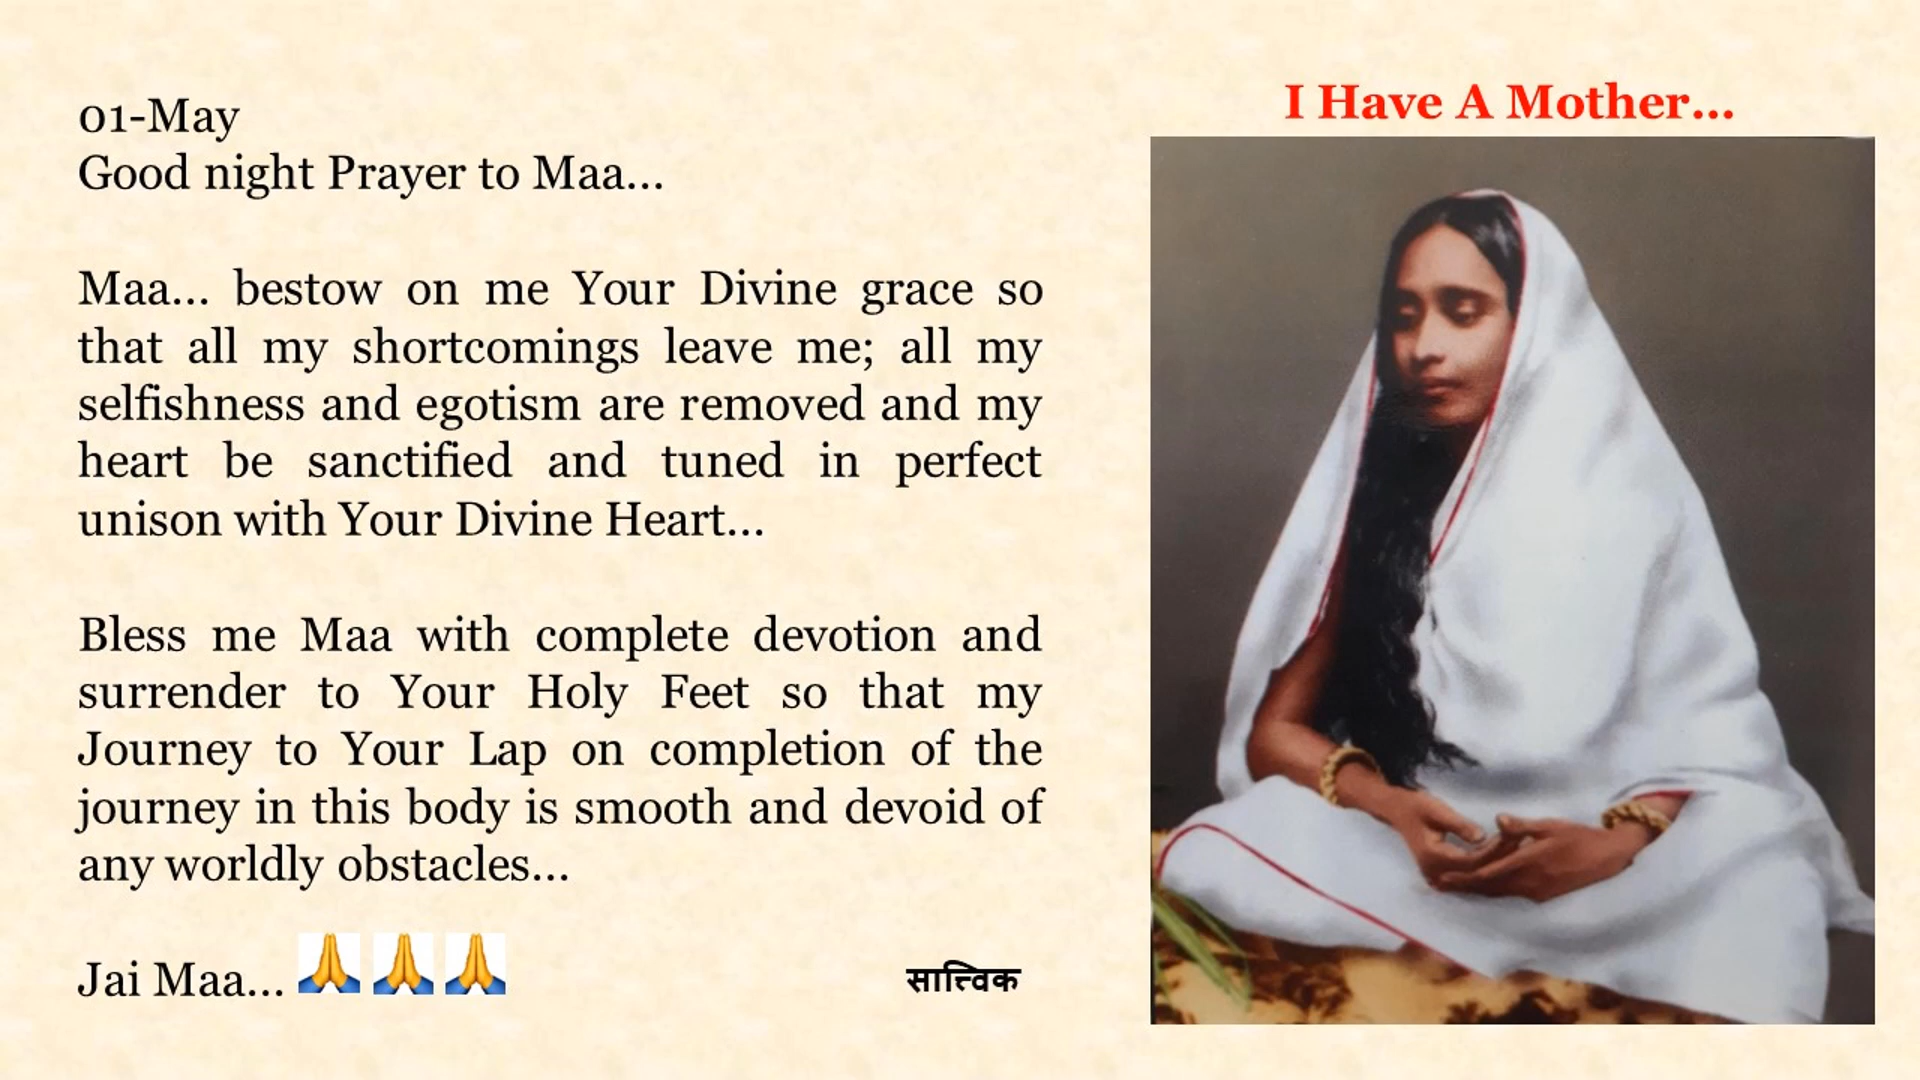 01-May
Good night Prayer to Maa...
Maa... bestow on me Your Divine grace so
that all my shortcomings leave me; all my
selfishness and egotism are removed and my
heart be sanctified and tuned in perfect
unison with Your Divine Heart...
Bless me Maa with complete devotion and
surrender to Your Holy Feet so that my
Journey to Your Lap on completion of the
journey in this body is smooth and devoid of
any worldly obstacles...
Jai Maa... 🙏 🙏 🙏
सात्त्विक
I Have A Mother...